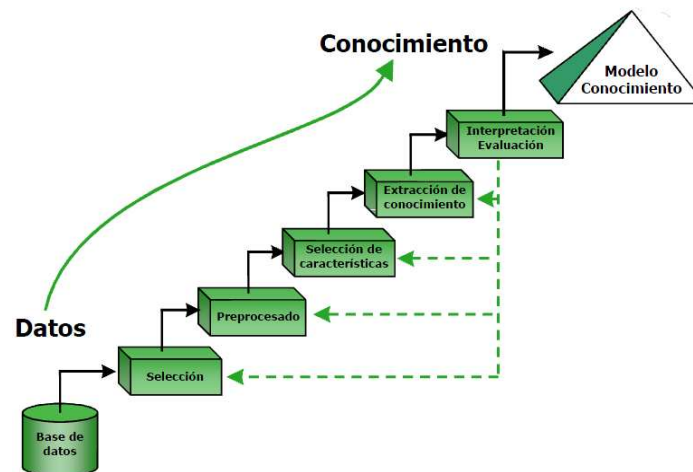 Conocimiento
Modelo
Conocimiento
Interpretación
Evaluación
Extracción de
conocimiento
Selección de
características
Preprocesado
Datos
Selección
Base de
datos